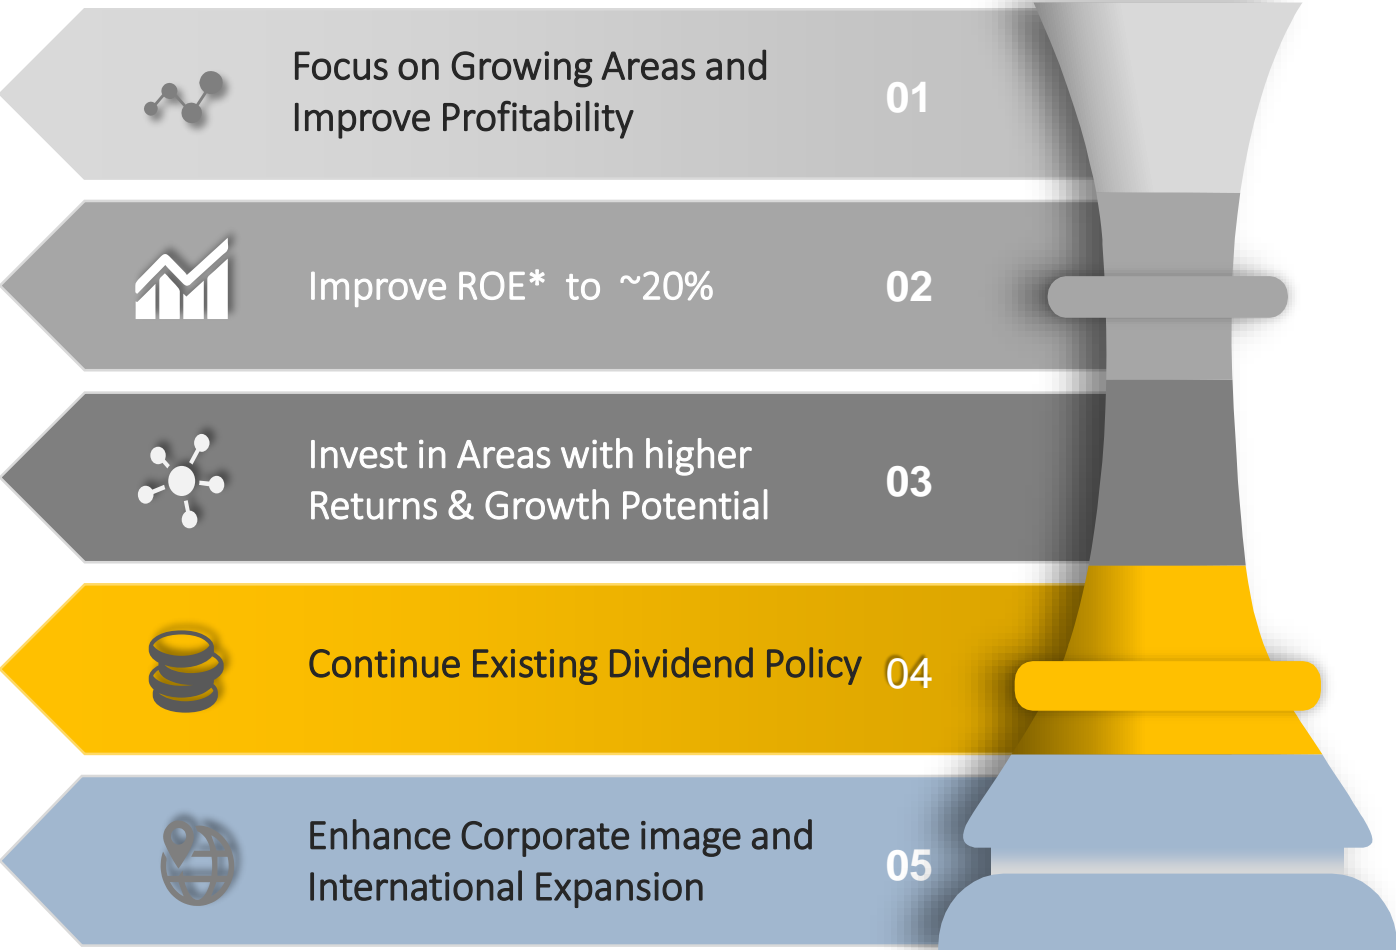 Focus on Growing Areas and
Improve Profitability
01
Improve ROE* to ~20%
02
Invest in Areas with higher
Returns & Growth Potential
03
Continue Existing Dividend Policy
04
Enhance Corporate image and
International Expansion
05